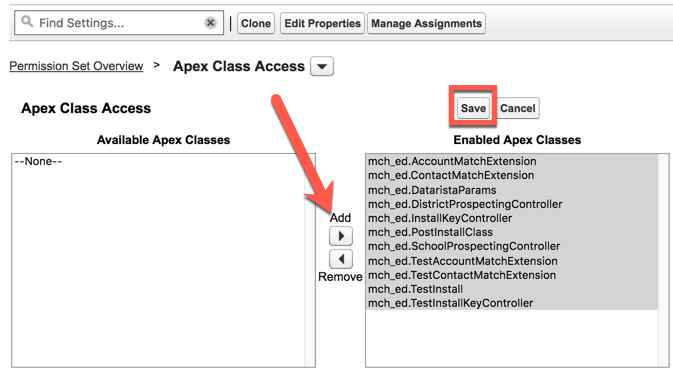 Find Settings...
Clone
Edit Properties
Manage Assignments
Permission Set Overview > Apex Class Access
Apex Class Access
Save
Cancel
Available Apex Classes
Enabled Apex Classes
--None--
Add
Remove
mch_ed.AccountMatchExtension
mch_ed.ContactMatchExtension
mch_ed.DataristaParams
mch_ed.DistrictProspectingController
mch_ed.InstallKeyController
mch_ed.PostInstallClass
mch_ed.SchoolProspectingController
mch_ed.TestAccountMatchExtension
mch_ed.TestContactMatchExtension
mch_ed.TestInstall
mch_ed.TestInstallKeyController